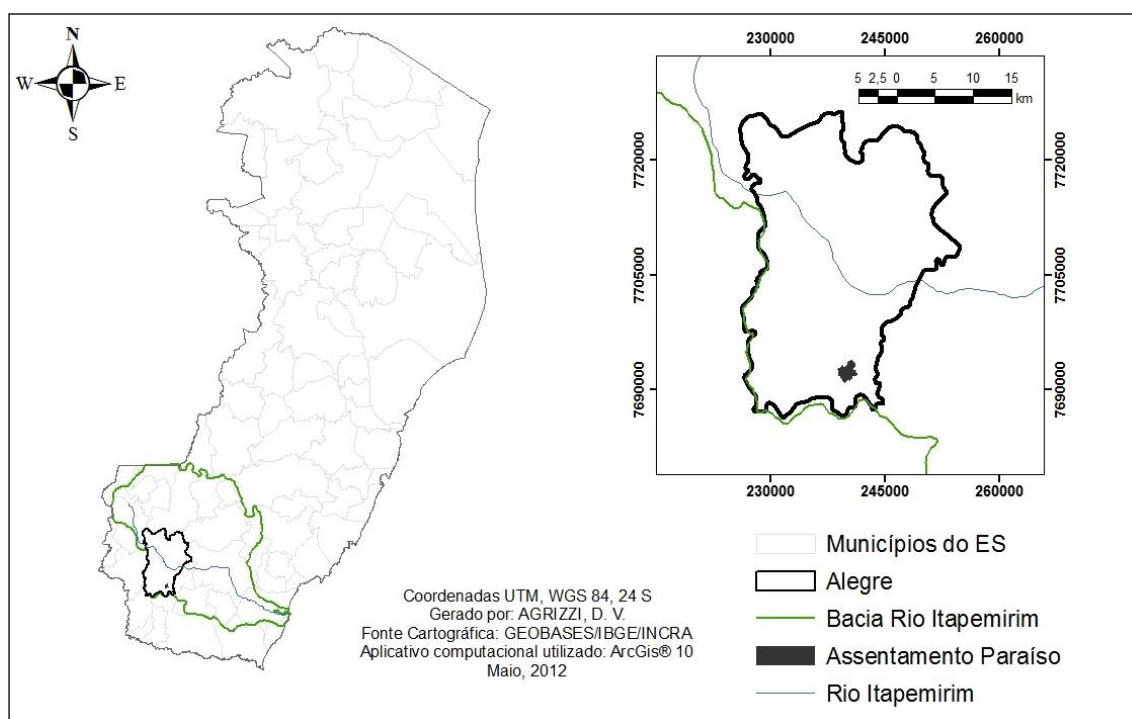 N
W E
S
230000 245000 260000
5 2,5 0 5 10 15
km
7720000 7720000
7705000 7705000
7690000 7690000
230000 245000 260000
Municípios do ES
Alegre
Bacia Rio Itapemirim
Assentamento Paraíso
Rio Itapemirim
Coordenadas UTM, WGS 84, 24 S
Gerado por: AGRIZZI, D. V.
Fonte Cartográfica: GEOBASES/IBGE/INCRA
Aplicativo computacional utilizado: ArcGis® 10
Maio, 2012